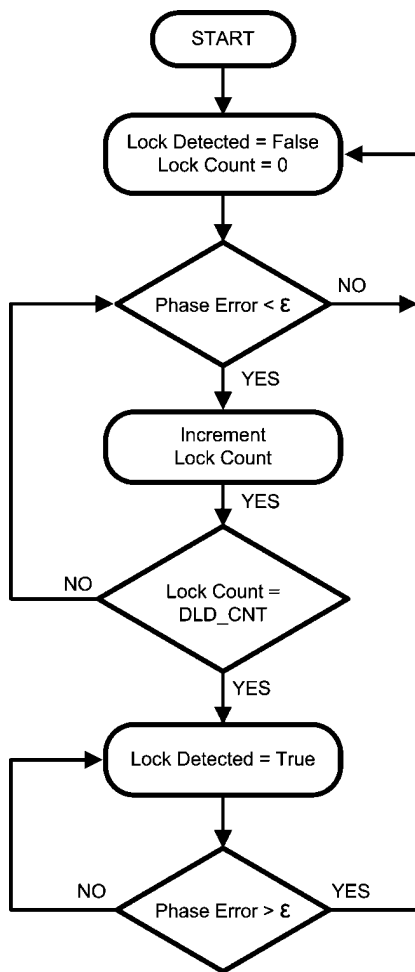 START
Lock Detected = False
Lock Count = 0
Phase Error < ε
NO
YES
Increment
Lock Count
YES
NO
Lock Count =
DLD_CNT
YES
Lock Detected = True
NO
Phase Error > ε
YES